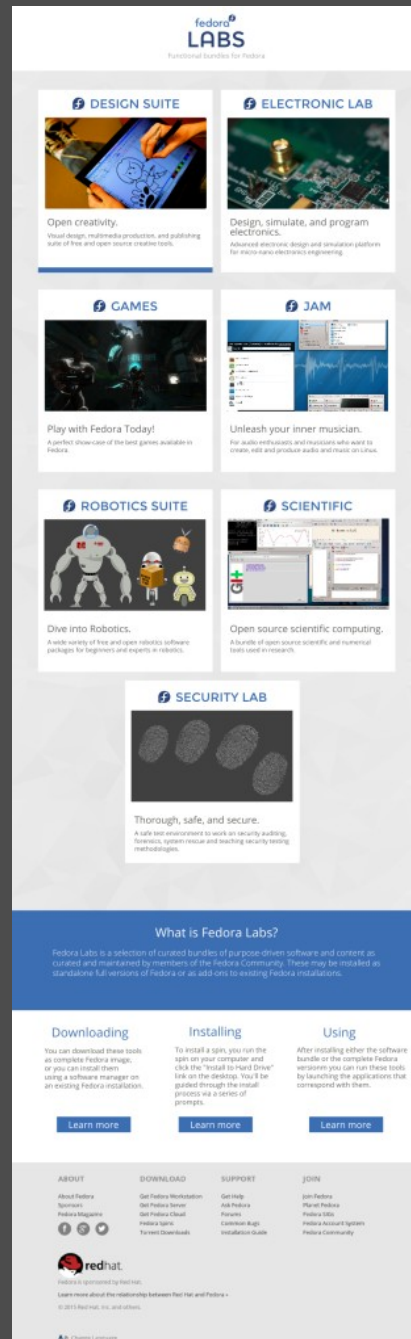 fedora
LABS
Functional bundles for Fedora
DESIGN SUITE
Open creativity.
Visual design, multimedia production, and publishing
suite of free and open source creative tools.
ELECTRONIC LAB
Design, simulate, and program
electronics.
Advanced electronic design and simulation platform
for micro-nano electronics engineering.
GAMES
Play with Fedora Today!
A perfect show-case of the best games available in
Fedora.
JAM
Unleash your inner musician.
For audio enthusiasts and musicians who want to
create, edit and produce audio and music on Linux.
ROBOTICS SUITE
Dive into Robotics.
A wide variety of free and open robotics software
packages for beginners and experts in robotics.
SCIENTIFIC
Open source scientific computing.
A bundle of open source scientific and numerical
tools used in research.
SECURITY LAB
Thorough, safe, and secure.
A safe test environment to work on security auditing,
forensics, system rescue and teaching security testing
methodologies.
What is Fedora Labs?
Fedora Labs is a selection of curated bundles of purpose-driven software and content as
curated and maintained by members of the Fedora Community. These may be installed as
standalone full versions of Fedora or as add-ons to existing Fedora installations.
Downloading
You can download these tools
as complete Fedora image,
or you can install them
using a software manager on
an existing Fedora installation.
Learn more
Installing
To install a spin, you run the
spin on your computer and
click the "Install to Hard Drive"
link on the desktop. You'll be
guided through the install
process via a series of
prompts.
Learn more
Using
After installing either the software
bundle or the complete Fedora
versionm you can run these tools
by launching the applications that
correspond with them.
Learn more
ABOUT
About Fedora
Sponsors
Fedora Magazine
DOWNLOAD
Get Fedora Workstation
Get Fedora Server
Get Fedora Cloud
Fedora Spins
Torrent Downloads
SUPPORT
Get Help
Ask Fedora
Forums
Common Bugs
Installation Guide
JOIN
Join Fedora
Planet Fedora
Fedora SIGs
Fedora Account System
Fedora Community
redhat.
Fedora is sponsored by Red Hat.
Learn more about the relationship between Red Hat and Fedora »
© 2015 Red Hat, Inc. and others.
Change Language